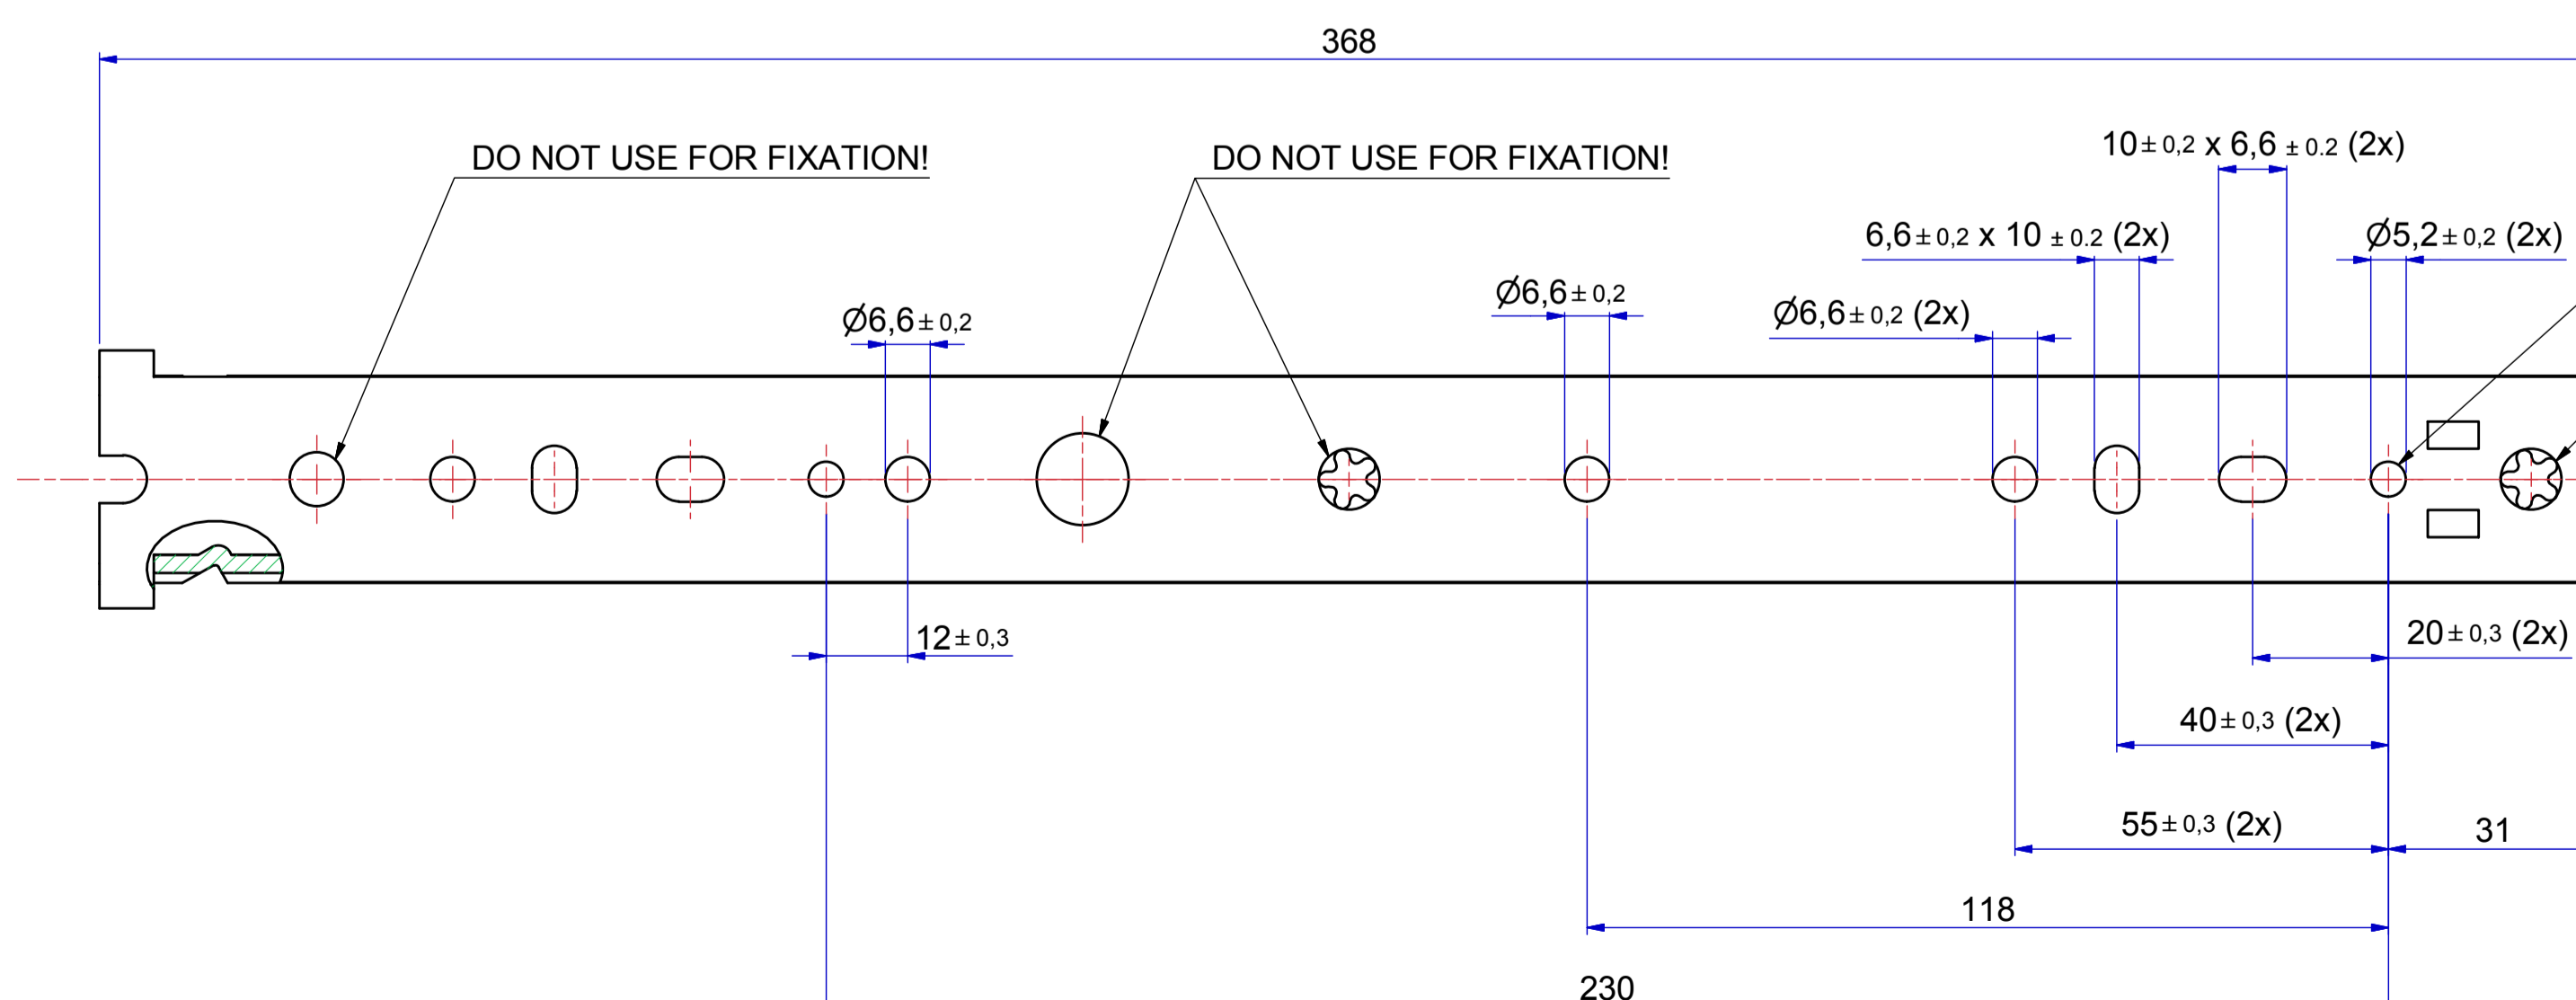 368
DO NOT USE FOR FIXATION!
DO NOT USE FOR FIXATION!
10±0,2 x 6,6 ±0.2 (2x)
6,6±0,2 x 10 ±0.2 (2x)
Ø5,2±0,2 (2x)
Ø6,6±0,2
Ø6,6±0,2
Ø6,6±0,2 (2x)
12±0,3
20±0,3 (2x)
40±0,3 (2x)
55±0,3 (2x)
31
118
230